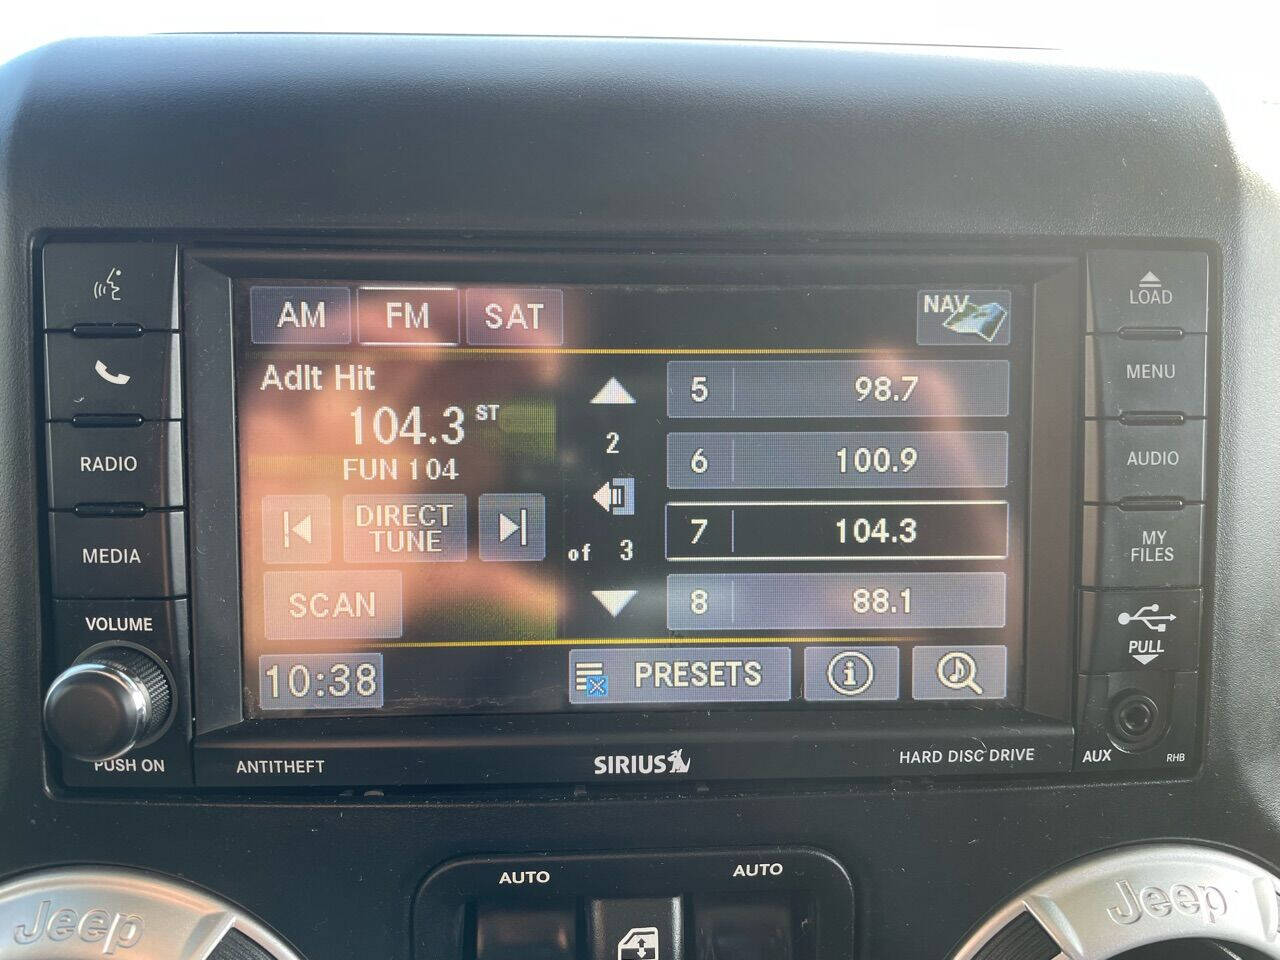 AM FM SAT NAV
Adlt Hit
104.3 ST
FUN 104
DIRECT
TUNE
SCAN
10:38
2
of 3
5 98.7
6 100.9
7 104.3
8 88.1
PRESETS
RADIO
MEDIA
VOLUME
PUSH ON
LOAD
MENU
AUDIO
MY
FILES
PULL
AUX
RHB
ANTITHEFT
SIRIUS
HARD DISC DRIVE
AUTO
AUTO
Jeep
Jeep